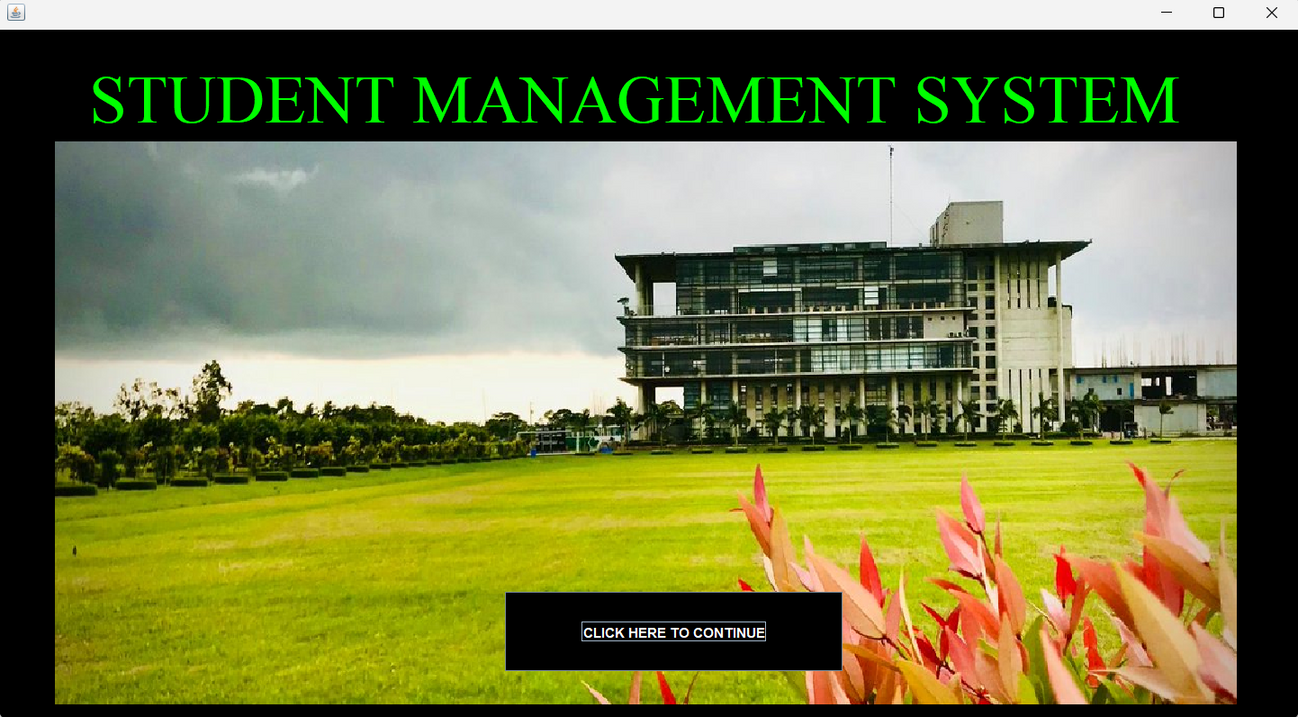 STUDENT MANAGEMENT SYSTEM
CLICK HERE TO CONTINUE